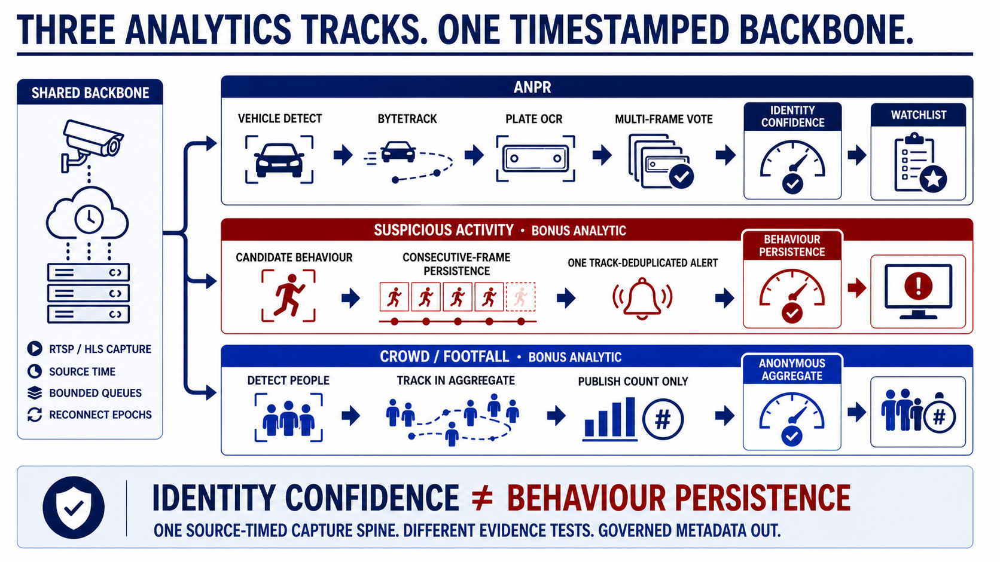 THREE ANALYTICS TRACKS. ONE TIMESTAMPED BACKBONE.
SHARED BACKBONE
RTSP / HLS CAPTURE
SOURCE TIME
BOUNDED QUEUES
RECONNECT EPOCHS
ANPR
VEHICLE DETECT
BYTETRACK
PLATE OCR
MULTI-FRAME VOTE
IDENTITY
CONFIDENCE
WATCHLIST
SUSPICIOUS ACTIVITY • BONUS ANALYTIC
CANDIDATE BEHAVIOUR
CONSECUTIVE-FRAME
PERSISTENCE
ONE TRACK-DEDUPLICATED ALERT
BEHAVIOUR
PERSISTENCE
!
CROWD / FOOTFALL • BONUS ANALYTIC
DETECT PEOPLE
TRACK IN AGGREGATE
PUBLISH COUNT ONLY
#
ANONYMOUS
AGGREGATE
#
IDENTITY CONFIDENCE ≠ BEHAVIOUR PERSISTENCE
ONE SOURCE-TIMED CAPTURE SPINE. DIFFERENT EVIDENCE TESTS. GOVERNED METADATA OUT.